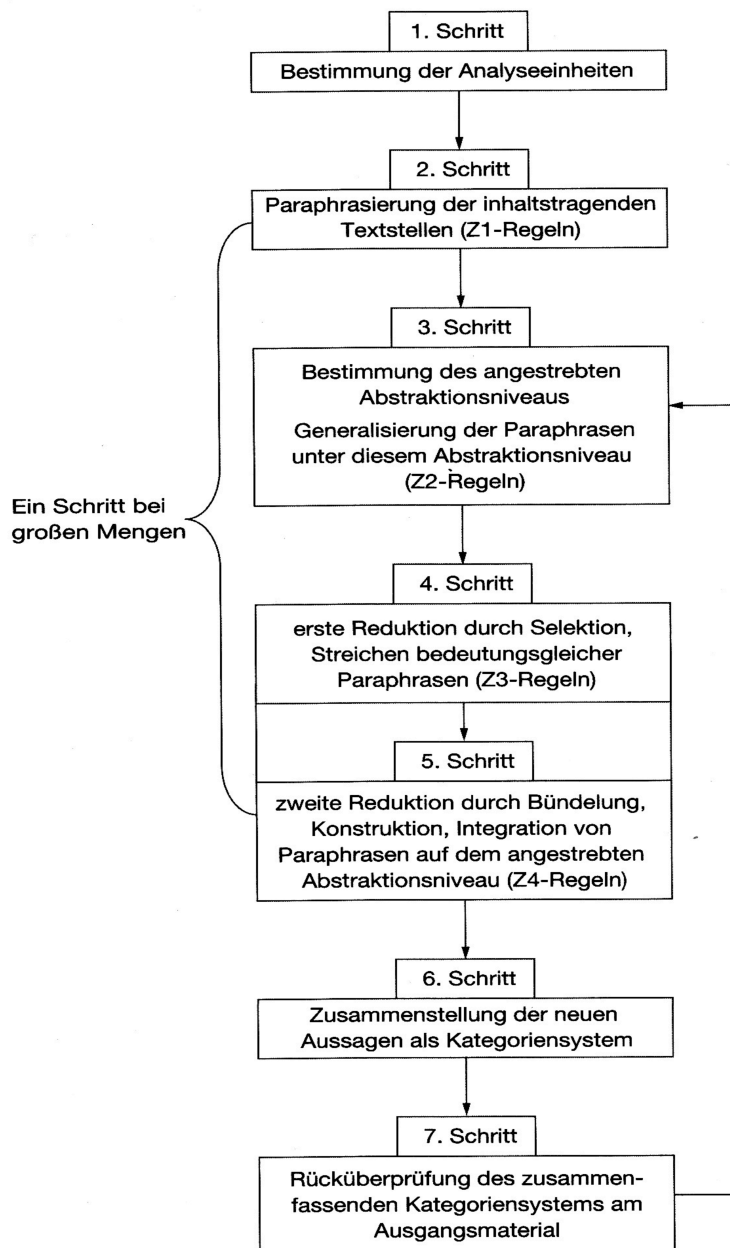 1. Schritt
Bestimmung der Analyseeinheiten
2. Schritt
Paraphrasierung der inhaltstragenden
Textstellen (Z1-Regeln)
3. Schritt
Bestimmung des angestrebten
Abstraktionsniveaus
Generalisierung der Paraphrasen
unter diesem Abstraktionsniveau
(Z2-Regeln)
Ein Schritt bei
großen Mengen
4. Schritt
erste Reduktion durch Selektion,
Streichen bedeutungsgleicher
Paraphrasen (Z3-Regeln)
5. Schritt
zweite Reduktion durch Bündelung,
Konstruktion, Integration von
Paraphrasen auf dem angestrebten
Abstraktionsniveau (Z4-Regeln)
6. Schritt
Zusammenstellung der neuen
Aussagen als Kategoriensystem
7. Schritt
Rücküberprüfung des zusammen-
fassenden Kategoriensystems am
Ausgangsmaterial